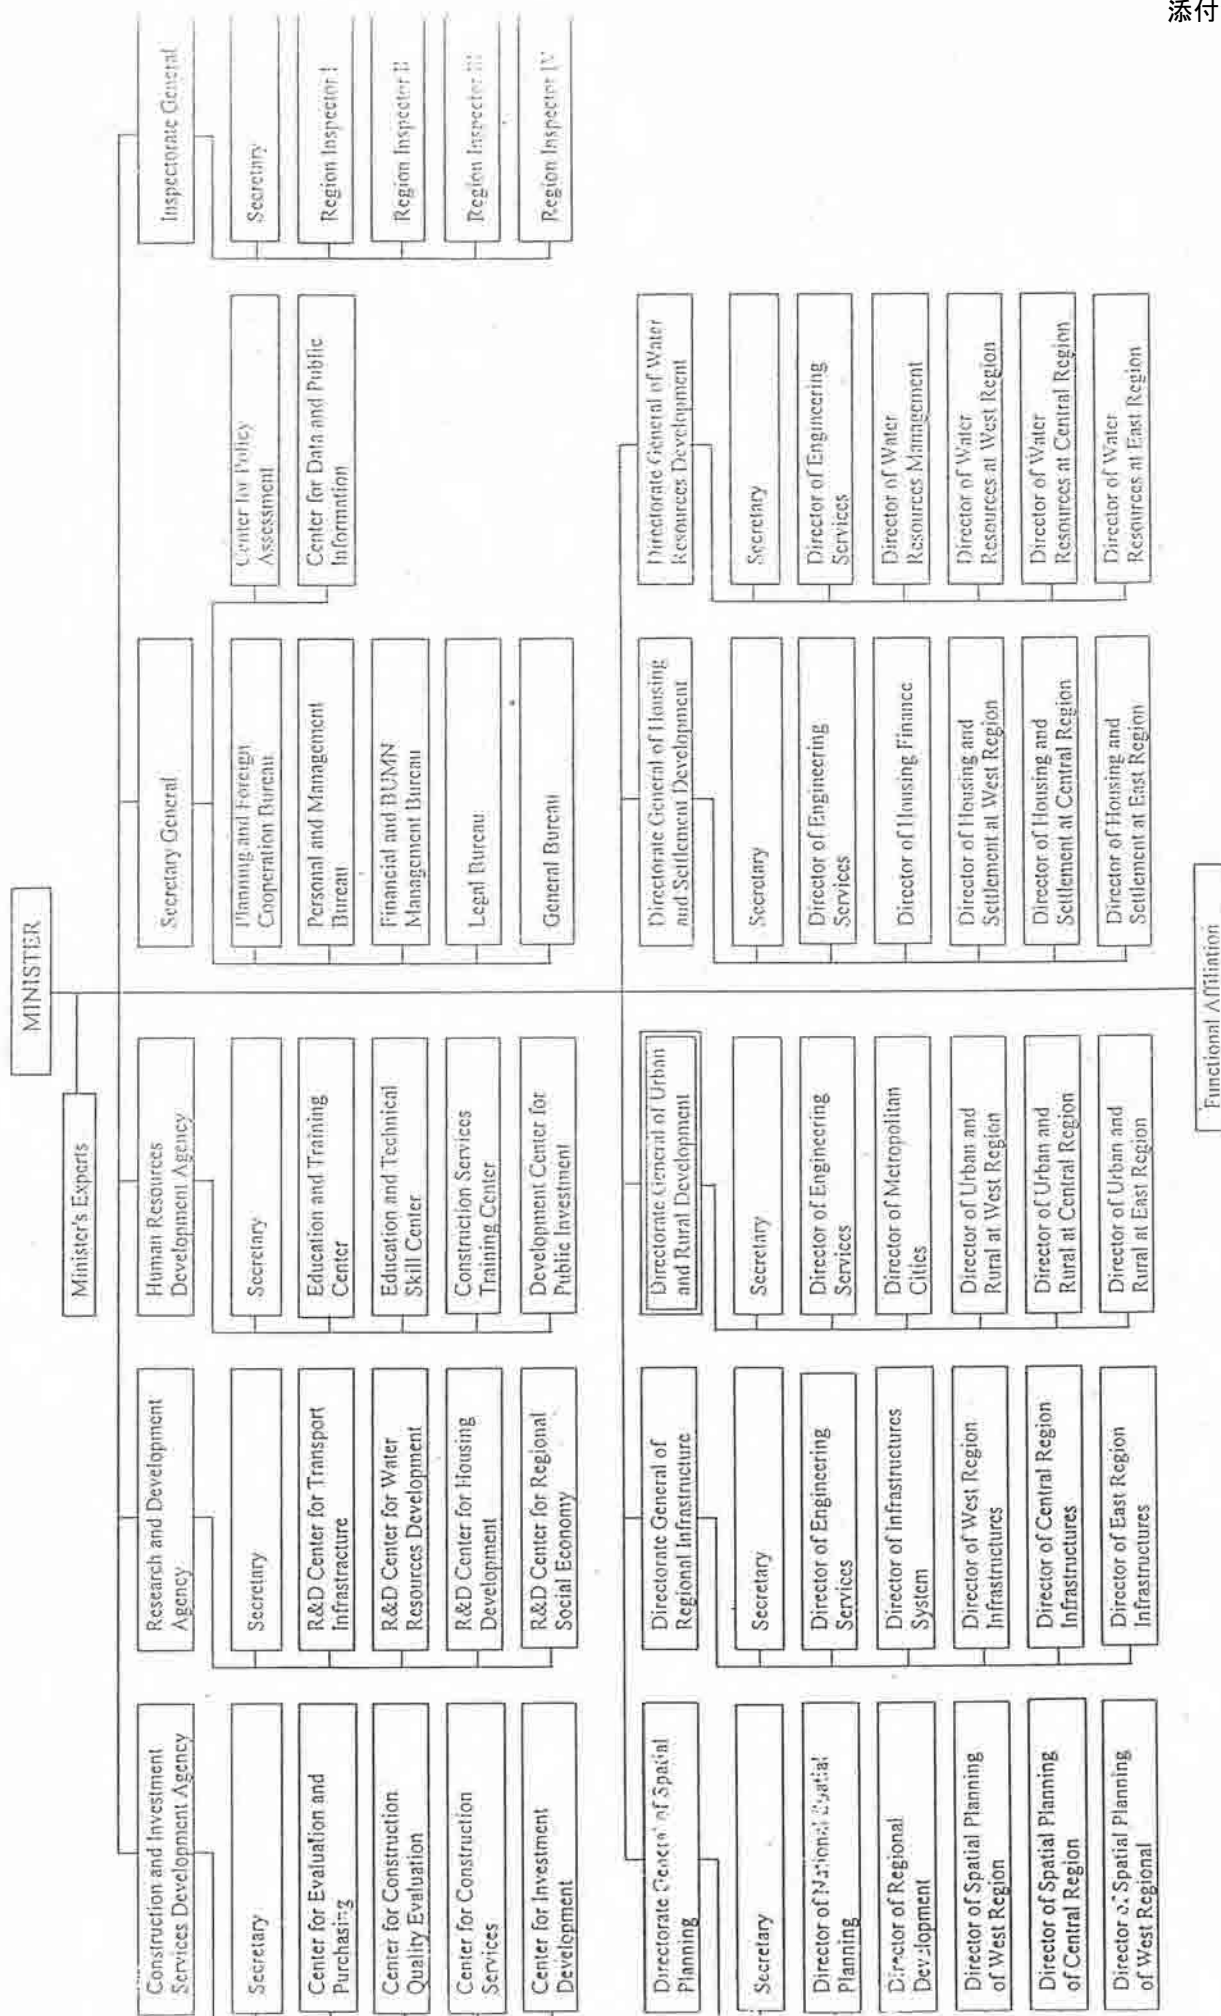 添付
MINISTER
Minister's Experts
Construction and Investment
Services Development Agency
Secretary
Center for Evaluation and
Purchasing
Center for Construction
Quality Evaluation
Center for Construction
Services
Center for Investment
Development
Research and Development
Agency
Secretary
R&D Center for Transport
Infrastracture
R&D Center for Water
Resources Development
R&D Center for Housing
Development
R&D Center for Regional
Social Economy
Human Resources
Development Agency
Secretary
Education and Training
Center
Education and Technical
Skill Center
Construction Services
Training Center
Development Center for
Public Investment
Secretary General
Planning and Foreign
Cooperation Bureau
Personal and Management
Bureau
Financial and BUMN
Management Bureau
Legal Bureau
General Bureau
Center for Policy
Assessment
Center for Data and Public
Information
Inspectorate General
Secretary
Region Inspector I
Region Inspector II
Region Inspector III
Region Inspector IV
Directorate General of Spatial
Planning
Secretary
Director of National Spatial
Planning
Director of Regional
Development
Director of Spatial Planning
of West Region
Director of Spatial Planning
of Central Region
Director of Spatial Planning
of West Regional
Directorate General of
Regional Infrastructure
Secretary
Director of Engineering
Services
Director of Infrastructures
System
Director of West Region
Infrastructures
Director of Central Region
Infrastructures
Director of East Region
Infrastructures
Directorate General of Urban
and Rural Development
Secretary
Director of Engineering
Services
Director of Metropolitan
Cities
Director of Urban and
Rural at West Region
Director of Urban and
Rural at Central Region
Director of Urban and
Rural at East Region
Directorate General of Housing
and Settlement Development
Secretary
Director of Engineering
Services
Director of Housing Finance
Director of Housing and
Settlement at West Region
Director of Housing and
Settlement at Central Region
Director of Housing and
Settlement at East Region
Directorate General of Water
Resources Development
Secretary
Director of Engineering
Services
Director of Water
Resources Management
Director of Water
Resources at West Region
Director of Water
Resources at Central Region
Director of Water
Resources at East Region
Functional Affiliation